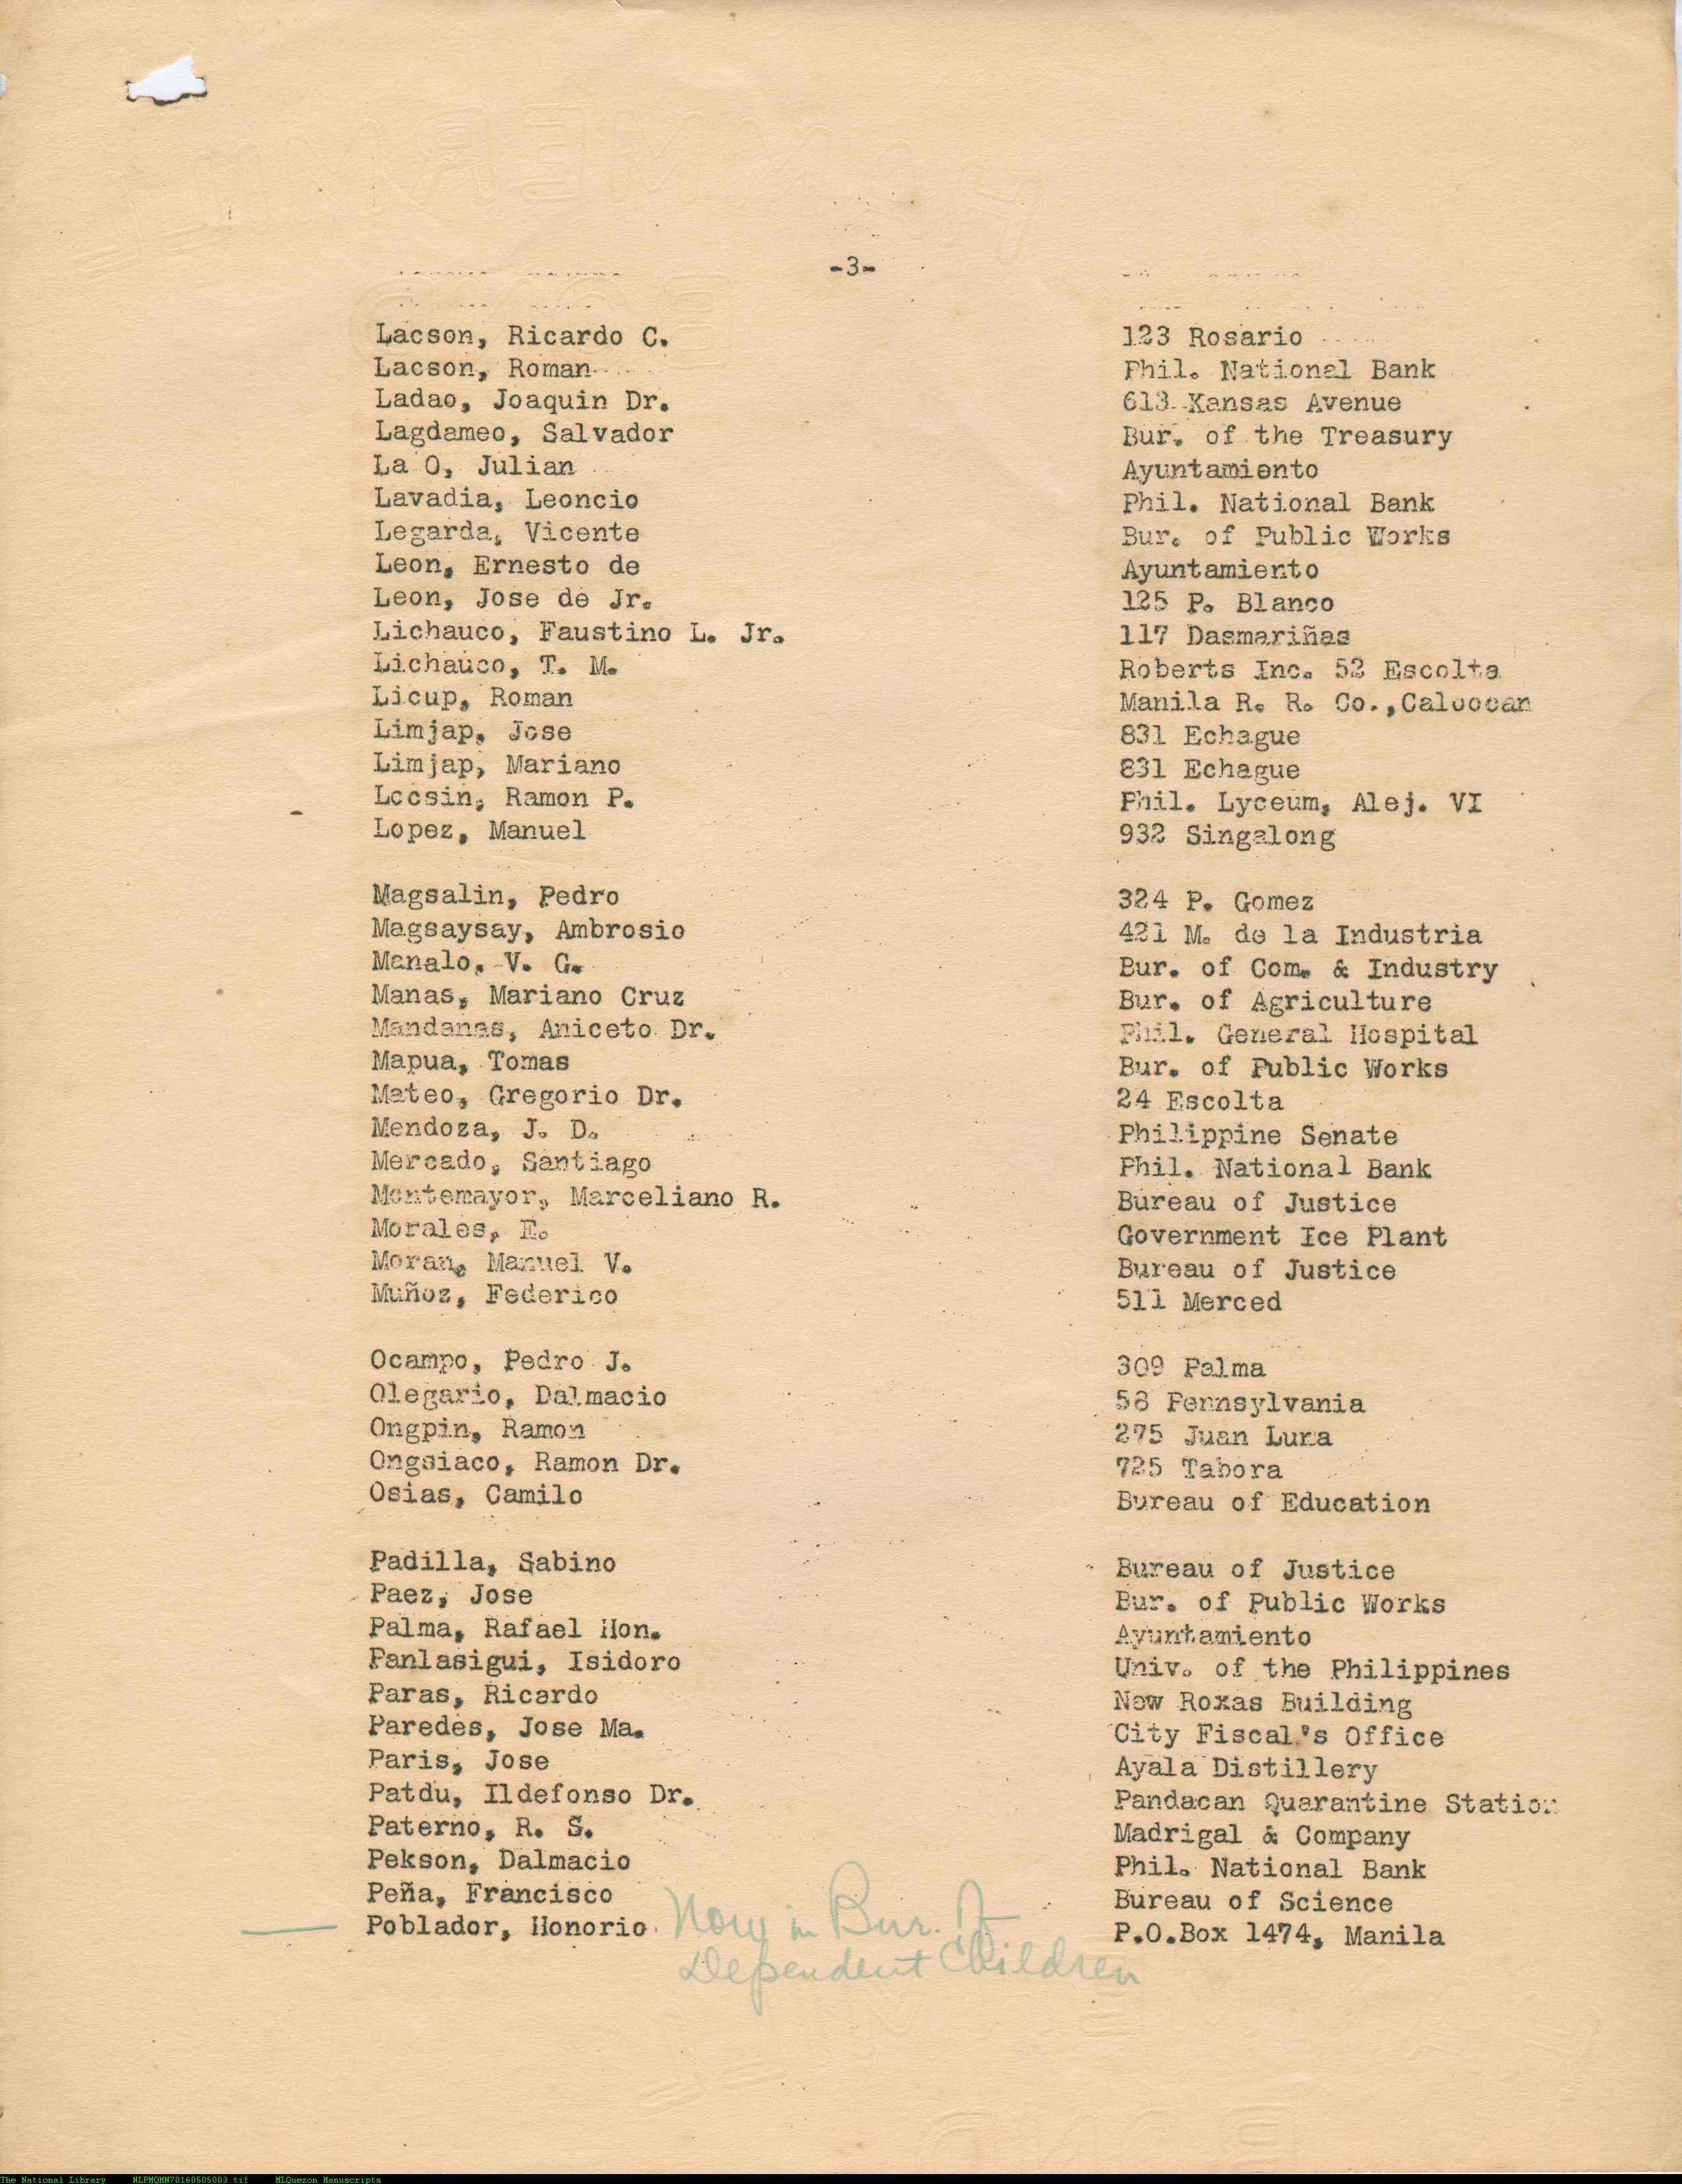 -3-
Lacson, Ricardo C. 123 Rosario
Lacson, Roman Phil. National Bank
Ladao, Joaquin Dr. 613 Kansas Avenue
Lagdameo, Salvador Bur. of the Treasury
La O, Julian Ayuntamiento
Lavadia, Leoncio Phil. National Bank
Legarda, Vicente Bur. of Public Works
Leon, Ernesto de Ayuntamiento
Leon, Jose de Jr. 125 P. Blanco
Lichauco, Faustino L. Jr. 117 Dasmariñas
Lichauco, T. M. Roberts Inc. 52 Escolta
Licup, Roman Manila R. R. Co.,Caloocan
Limjap, Jose 831 Echague
Limjap, Mariano 831 Echague
Locsin, Ramon P. Phil. Lyceum, Alej. VI
Lopez, Manuel 932 Singalong
Magsalin, Pedro 324 P. Gomez
Magsaysay, Ambrosio 421 M. de la Industria
Manalo, V. G. Bur. of Com. & Industry
Manas, Mariano Cruz Bur. of Agriculture
Mandanas, Aniceto Dr. Phil. General Hospital
Mapua, Tomas Bur. of Public Works
Mateo, Gregorio Dr. 24 Escolta
Mendoza, J. D. Philippine Senate
Mercado, Santiago Phil. National Bank
Montemayor, Marceliano R. Bureau of Justice
Morales, E. Government Ice Plant
Moran, Manuel V. Bureau of Justice
Muñoz, Federico 511 Merced
Ocampo, Pedro J. 309 Palma
Olegario, Dalmacio 58 Pennsylvania
Ongpin, Ramon 275 Juan Luna
Ongsiaco, Ramon Dr. 725 Tabora
Osias, Camilo Bureau of Education
Padilla, Sabino Bureau of Justice
Paez, Jose Bur. of Public Works
Palma, Rafael Hon. Ayuntamiento
Panlasigui, Isidoro Univ. of the Philippines
Paras, Ricardo New Roxas Building
Paredes, Jose Ma. City Fiscal's Office
Paris, Jose Ayala Distillery
Patdu, Ildefonso Dr. Pandacan Quarantine Station
Paterno, R. S. Madrigal & Company
Pekson, Dalmacio Phil. National Bank
Peña, Francisco Bureau of Science
Poblador, Honorio Now in Bur. of P.O.Box 1474, Manila
Dependent Children
The National Library NLPMQMN70160505003.tif MLQuezon Manuscripts